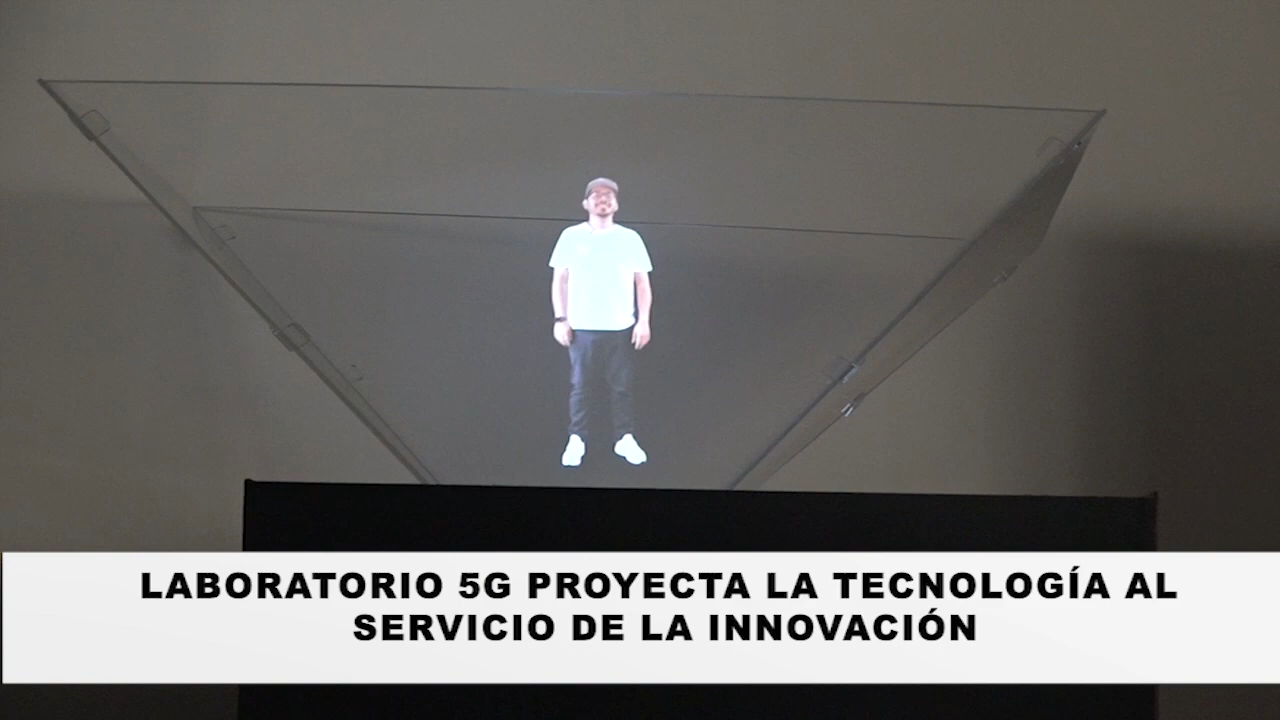 LABORATORIO 5G PROYECTA LA TECNOLOGÍA AL
SERVICIO DE LA INNOVACIÓN